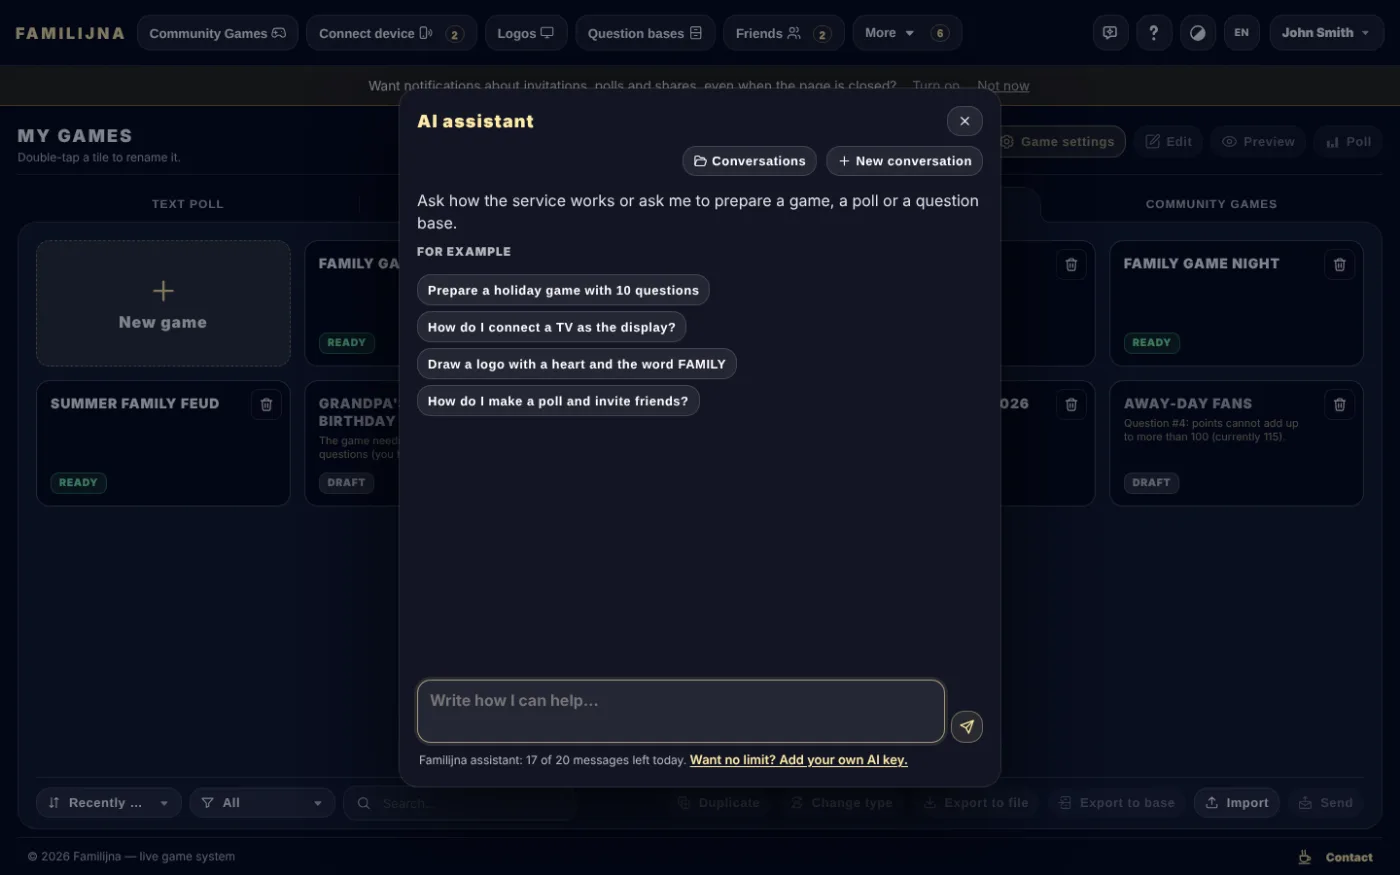 FAMILIJNA
Community Games
Connect device 2
Logos
Question bases
Friends 2
More 6
?
EN
John Smith
Want notifications about invitations, polls and shares, even when the page is closed? Turn on Not now
MY GAMES
Double-tap a tile to rename it.
Game settings
Edit
Preview
Poll
TEXT POLL
COMMUNITY GAMES
New game
FAMILY GA
READY
FAMILY GAME NIGHT
READY
SUMMER FAMILY FEUD
READY
GRANDPA'S
BIRTHDAY
The game need
questions (you
DRAFT
026
AWAY-DAY FANS
Question #4: points cannot add up
to more than 100 (currently 115).
DRAFT
AI assistant
Conversations
New conversation
Ask how the service works or ask me to prepare a game, a poll or a question
base.
FOR EXAMPLE
Prepare a holiday game with 10 questions
How do I connect a TV as the display?
Draw a logo with a heart and the word FAMILY
How do I make a poll and invite friends?
Write how I can help...
Familijna assistant: 17 of 20 messages left today. Want no limit? Add your own AI key.
Recently ...
All
Search...
Duplicate
Change type
Export to file
Export to base
Import
Send
© 2026 Familijna — live game system
Contact